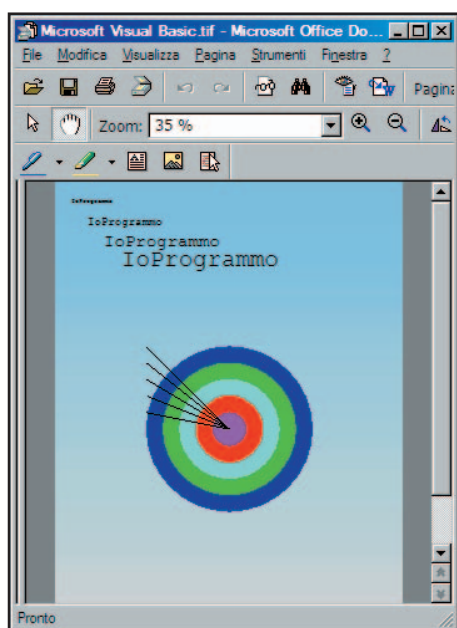 Microsoft Visual Basic.tif - Microsoft Office Do...
File Modifica Visualizza Pagina Strumenti Finestra ?
Pagina
Zoom: 35 %
IoProgrammo
IoProgrammo
IoProgrammo
IoProgrammo
Pronto